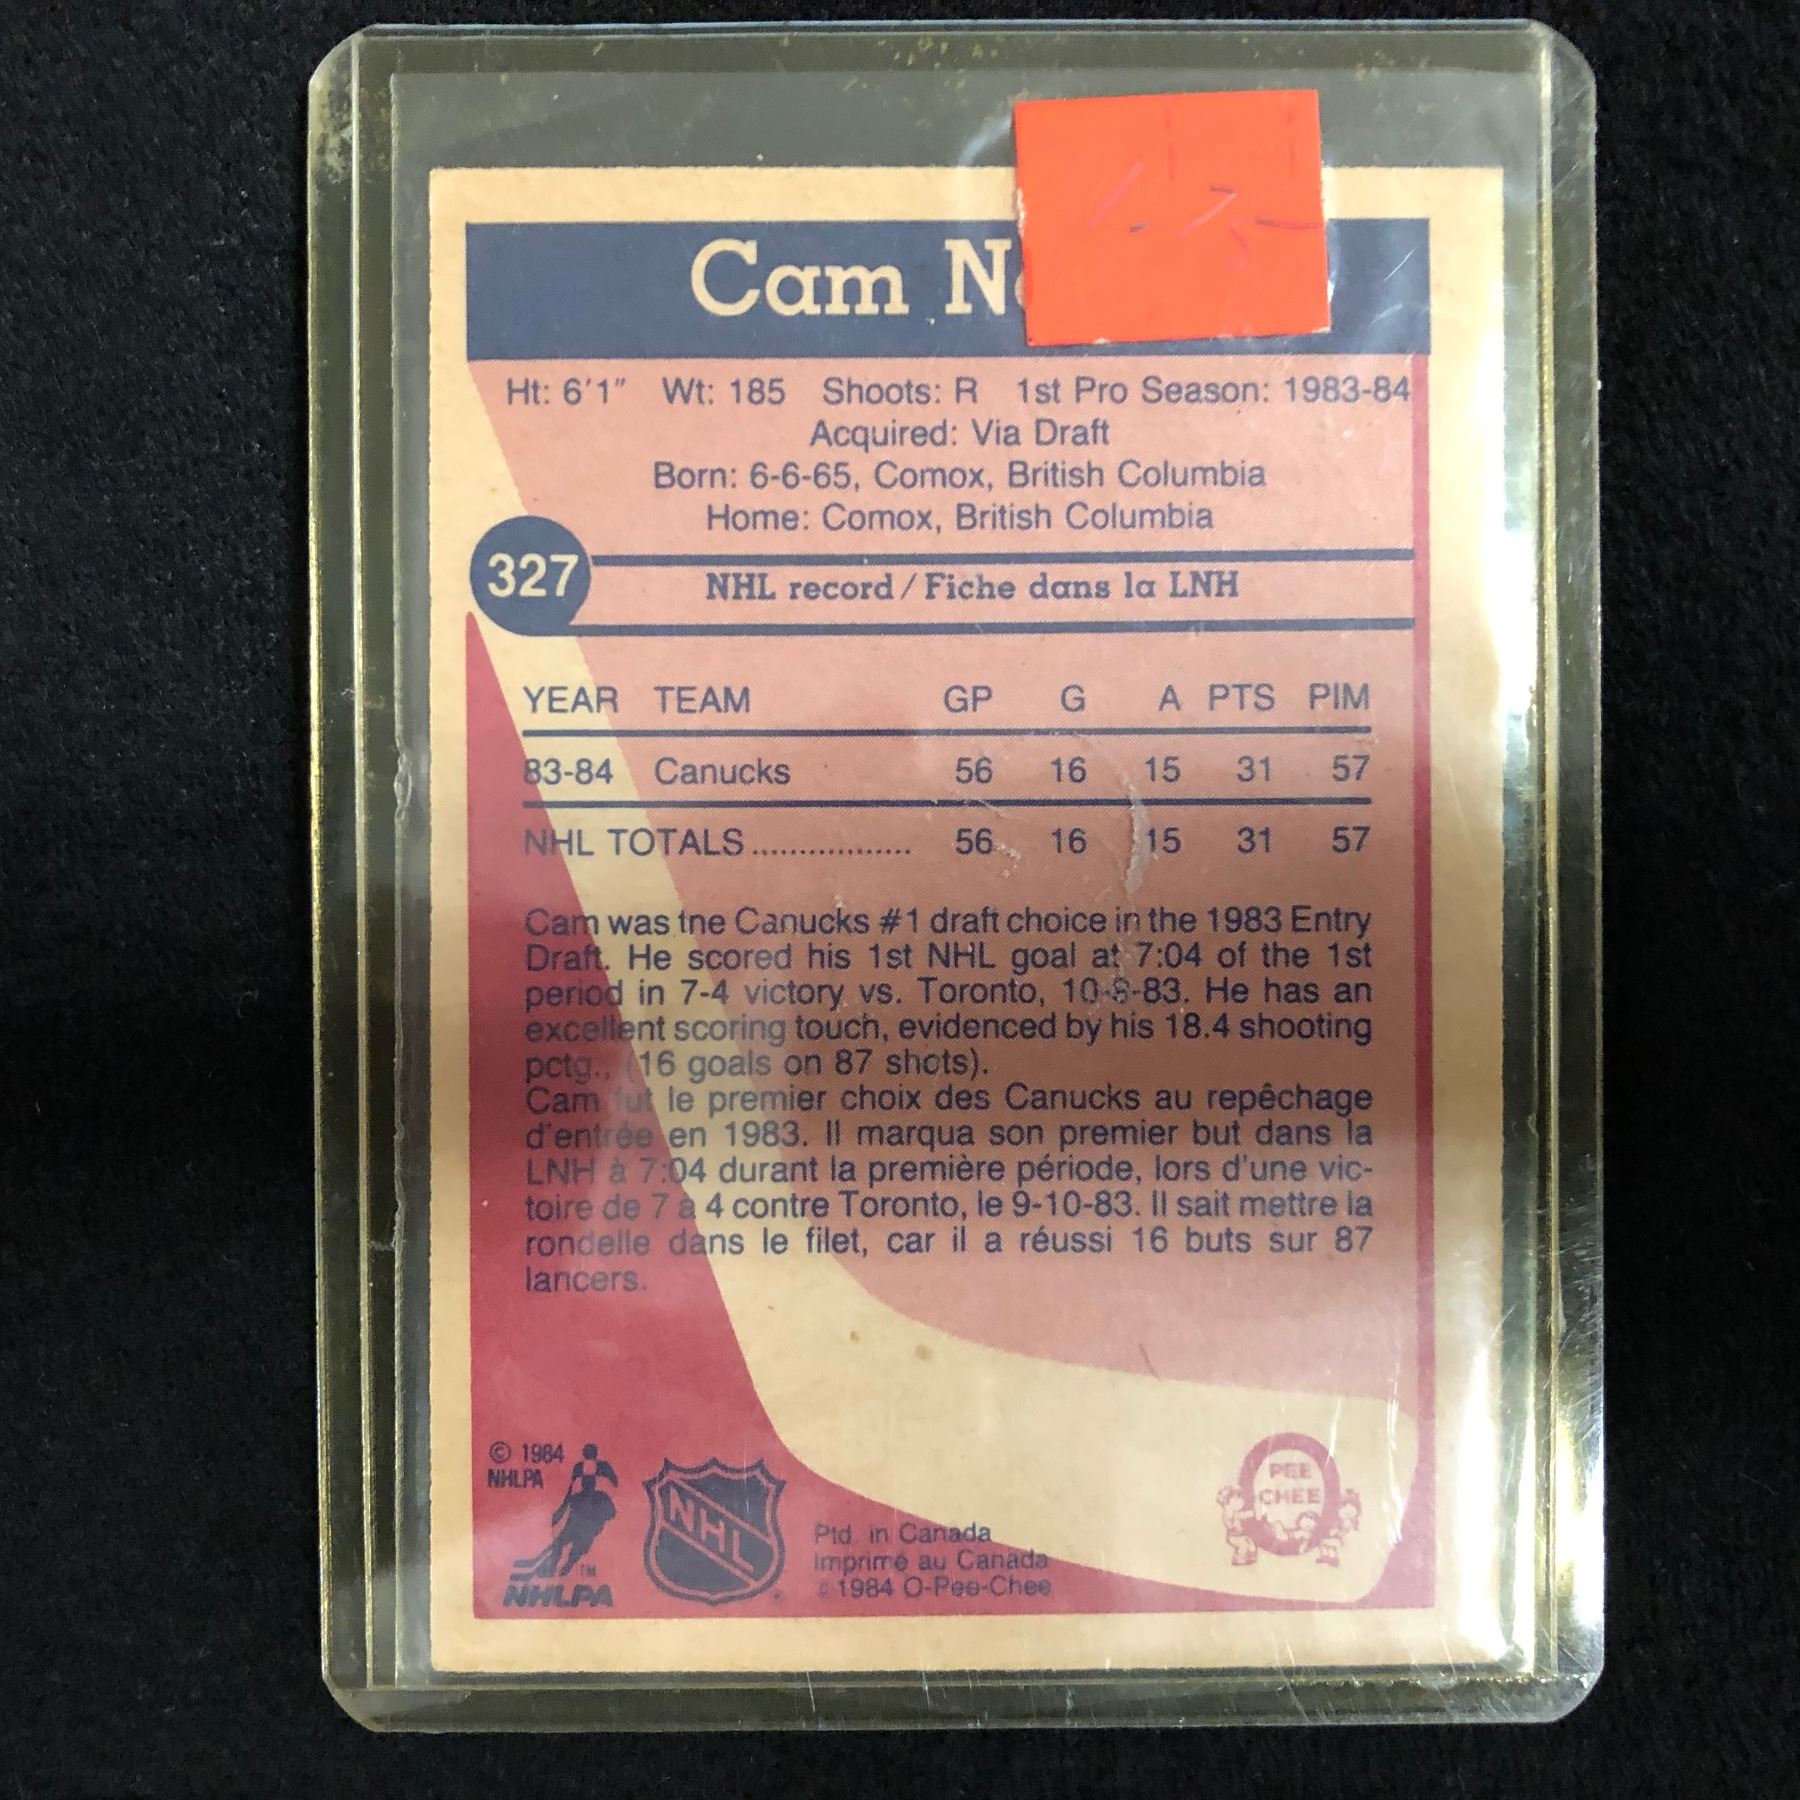 Cam
Ht: 6'1" Wt: 185 Shoots: R 1st Pro Season: 1983-84
Acquired: Via Draft
Born: 6-6-65, Comox, British Columbia
Home: Comox, British Columbia
327
NHL record / Fiche dans la LNH
YEAR TEAM GP G A PTS PIM
83-84 Canucks 56 16 15 31 57
NHL TOTALS.................. 56 16 15 31 57
Cam was tne Canucks #1 draft choice in the 1983 Entry
Draft. He scored his 1st NHL goal at 7:04 of the 1st
period in 7-4 victory vs. Toronto, 10-9-83. He has an
excellent scoring touch, evidenced by his 18.4 shooting
pctg., (16 goals on 87 shots).
Cam fut le premier choix des Canucks au repêchage
d'entrée en 1983. Il marqua son premier but dans la
LNH à 7:04 durant la première période, lors d'une vic-
toire de 7 à 4 contre Toronto, le 9-10-83. Il sait mettre la
rondelle dans le filet, car il a réussi 16 buts sur 87
lancers.
© 1984
NHLPA
TM
NHLPA
NHL
Ptd. in Canada
Imprimé au Canada
© 1984 O-Pee-Chee
PEE
CHEE